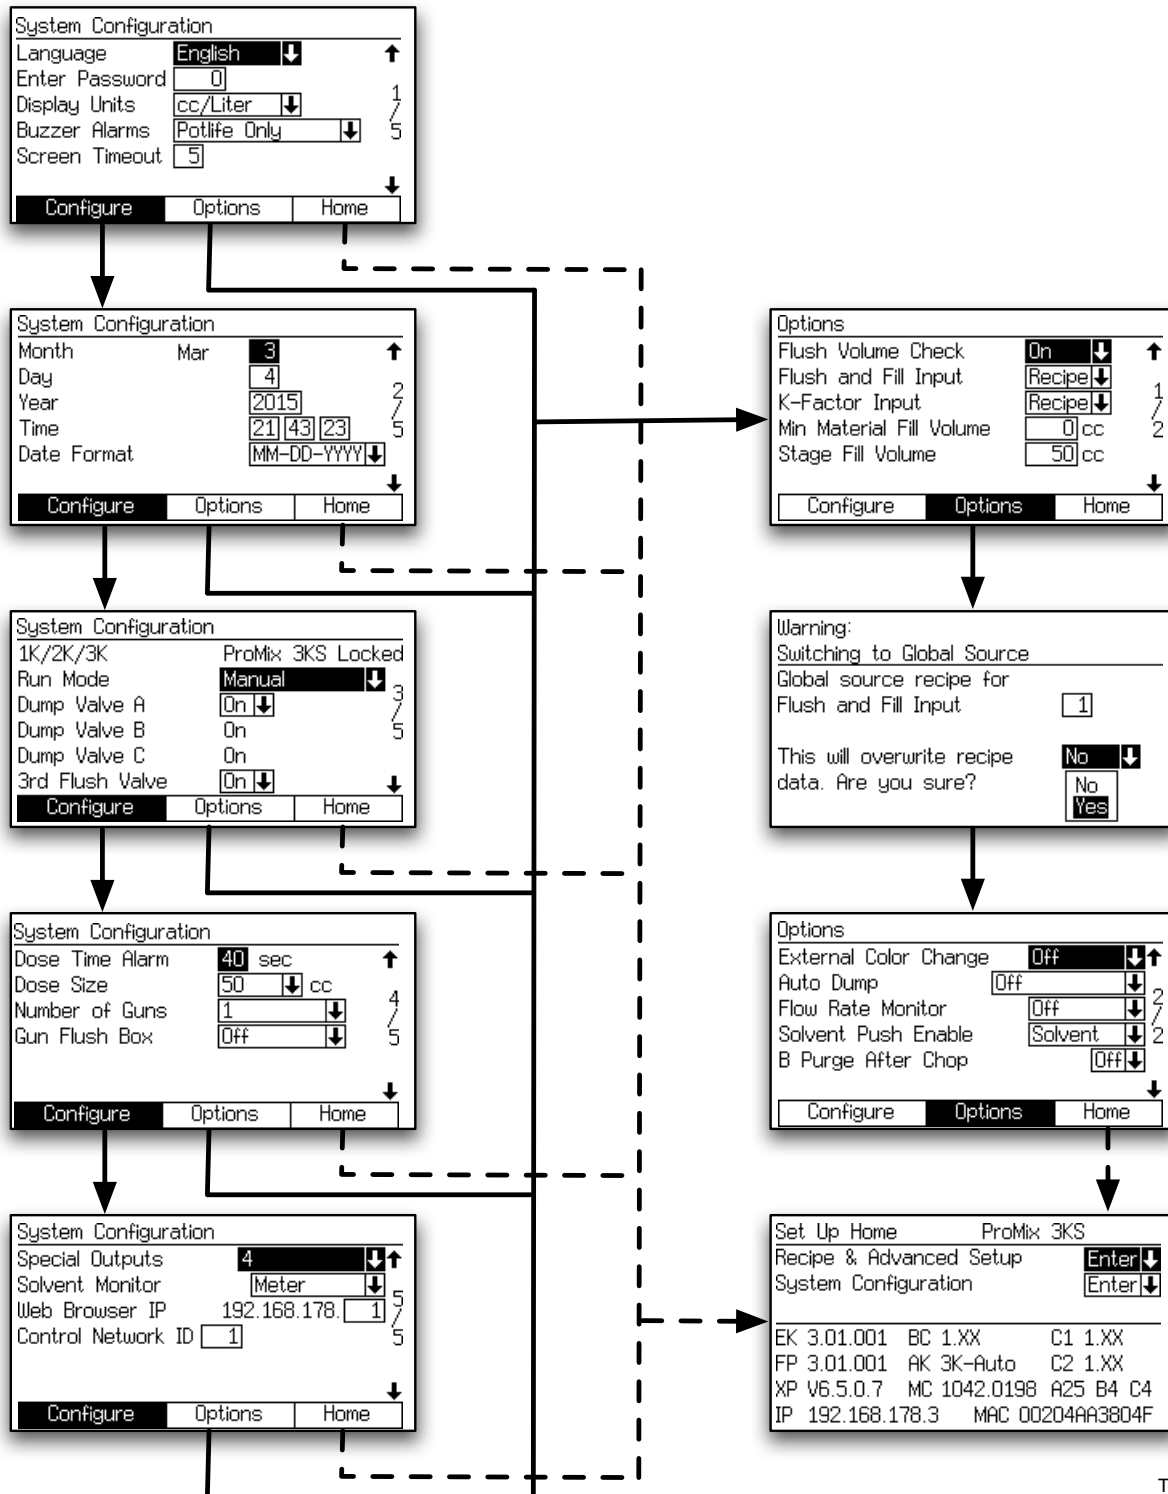 System Configuration
Language English
Enter Password 0
Display Units cc/Liter
Buzzer Alarms Potlife Only
Screen Timeout 5
1/5
Configure Options Home
System Configuration
Month Mar 3
Day 4
Year 2015
Time 21 43 23
Date Format MM-DD-YYYY
2/5
Configure Options Home
System Configuration
1K/2K/3K ProMix 3KS Locked
Run Mode Manual
Dump Valve A On
Dump Valve B On
Dump Valve C On
3rd Flush Valve On
3/5
Configure Options Home
System Configuration
Dose Time Alarm 40 sec
Dose Size 50 cc
Number of Guns 1
Gun Flush Box Off
4/5
Configure Options Home
System Configuration
Special Outputs 4
Solvent Monitor Meter
Web Browser IP 192.168.178. 1
Control Network ID 1
5/5
Configure Options Home
Options
Flush Volume Check On
Flush and Fill Input Recipe
K-Factor Input Recipe
Min Material Fill Volume 0 cc
Stage Fill Volume 50 cc
1/2
Configure Options Home
Warning:
Switching to Global Source
Global source recipe for
Flush and Fill Input 1
This will overwrite recipe No
data. Are you sure? No
Yes
Options
External Color Change Off
Auto Dump Off
Flow Rate Monitor Off
Solvent Push Enable Solvent
B Purge After Chop Off
2/2
Configure Options Home
Set Up Home ProMix 3KS
Recipe & Advanced Setup Enter
System Configuration Enter
EK 3.01.001 BC 1.XX C1 1.XX
FP 3.01.001 AK 3K-Auto C2 1.XX
XP V6.5.0.7 MC 1042.0198 A25 B4 C4
IP 192.168.178.3 MAC 00204AA3804F